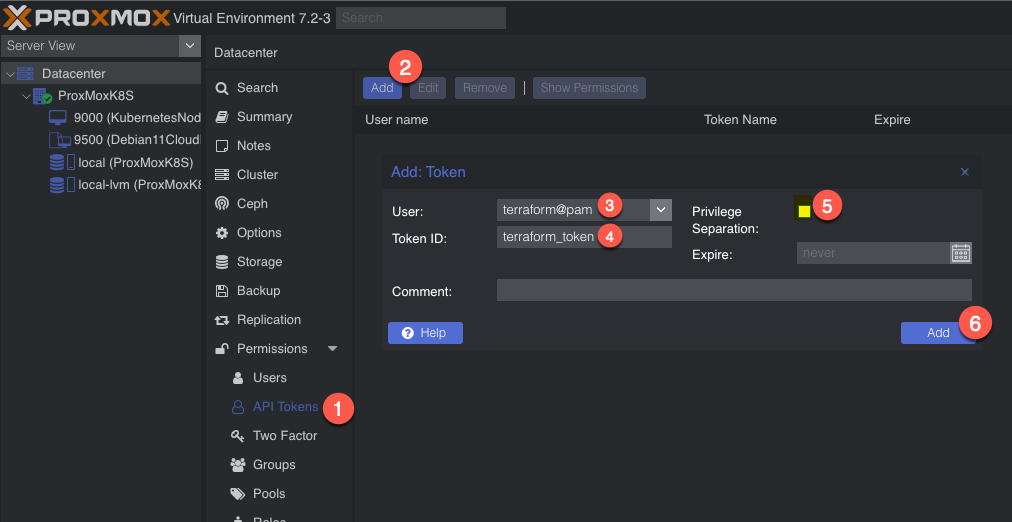 PROXMOX Virtual Environment 7.2-3 Search
Server View
Datacenter
ProxMoxK8S
9000 (KubernetesNod
9500 (Debian11Cloud
local (ProxMoxK8S)
local-lvm (ProxMoxK8
Datacenter
Search
Summary
Notes
Cluster
Ceph
Options
Storage
Backup
Replication
Permissions
Users
API Tokens 1
Two Factor
Groups
Pools
Roles
2
Add Edit Remove Show Permissions
User name Token Name Expire
Add: Token
User: terraform@pam 3 Privilege Separation: 5
Token ID: terraform_token 4
Expire: never
Comment:
Help Add 6